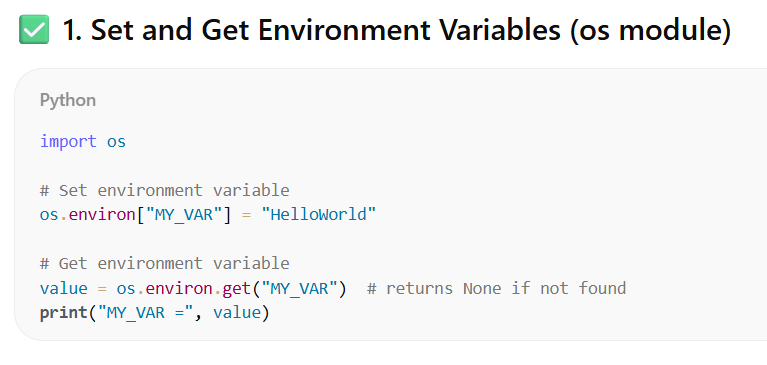 ✅ 1. Set and Get Environment Variables (os module)
Python
import os
# Set environment variable
os.environ["MY_VAR"] = "HelloWorld"
# Get environment variable
value = os.environ.get("MY_VAR")  # returns None if not found
print("MY_VAR =", value)